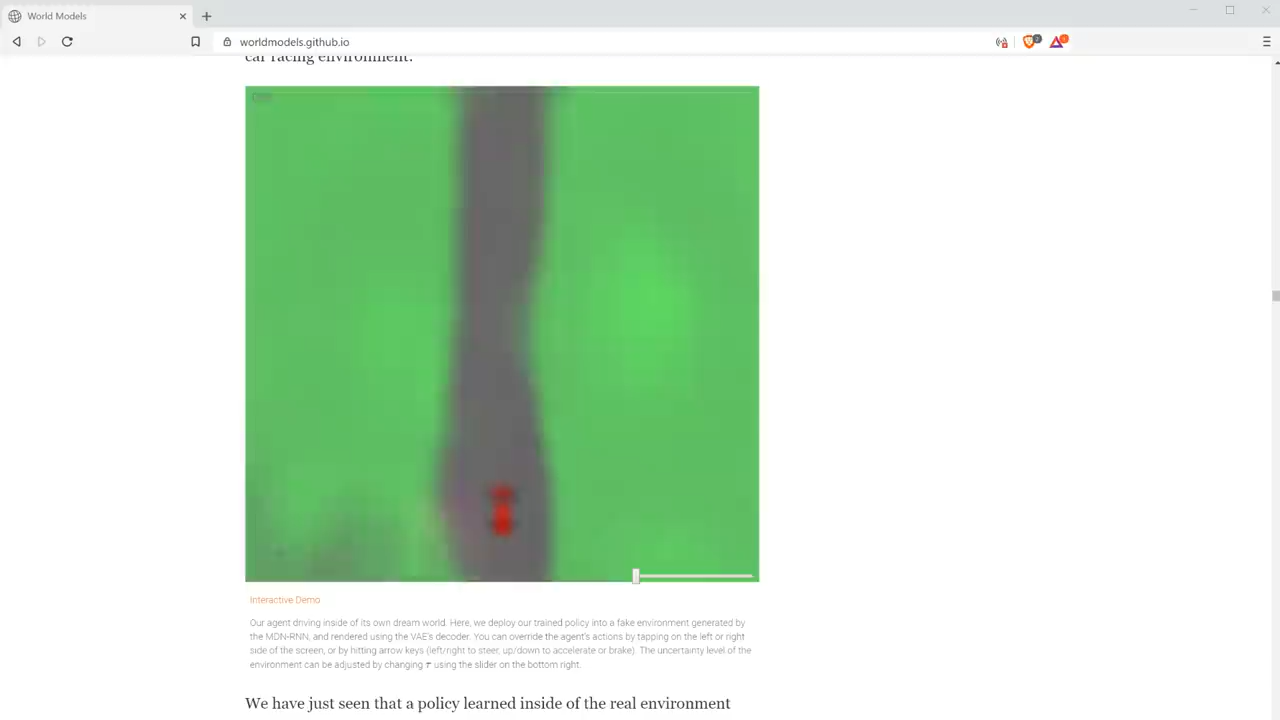 World Models
worldmodels.github.io
car racing environment.
Interactive Demo
Our agent driving inside of its own dream world. Here, we deploy our trained policy into a fake environment generated by
the MDN-RNN, and rendered using the VAE's decoder. You can override the agent's actions by tapping on the left or right
side of the screen, or by hitting arrow keys (left/right to steer, up/down to accelerate or brake). The uncertainty level of the
environment can be adjusted by changing τ using the slider on the bottom right.
We have just seen that a policy learned inside of the real environment